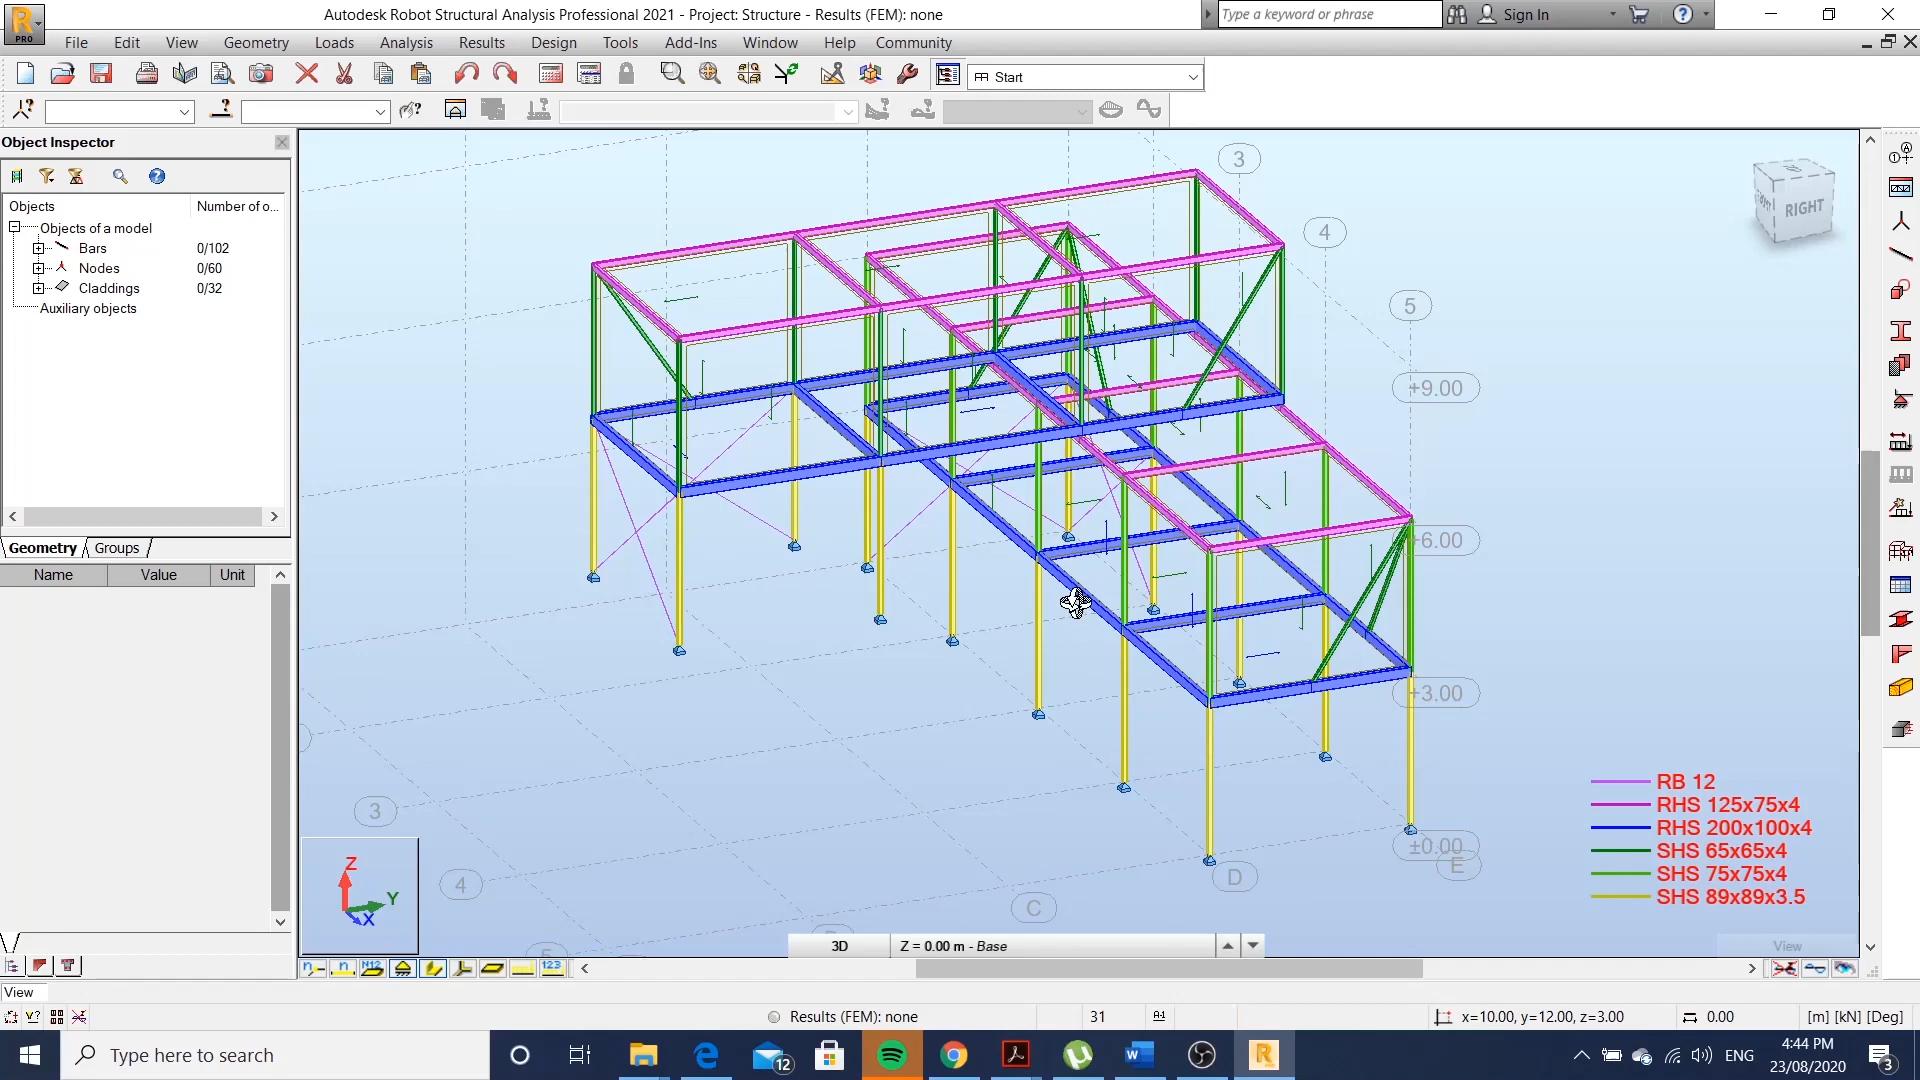 Autodesk Robot Structural Analysis Professional 2021 - Project: Structure - Results (FEM): none
Type a keyword or phrase
Sign In
PRO
File Edit View Geometry Loads Analysis Results Design Tools Add-Ins Window Help Community
Start
Object Inspector
Objects Number of o...
Objects of a model
Bars 0/102
Nodes 0/60
Claddings 0/32
Auxiliary objects
Geometry Groups
Name Value Unit
3
4
5
+9.00
+6.00
+3.00
±0.00
E
D
C
3
4
RIGHT
RB 12
RHS 125x75x4
RHS 200x100x4
SHS 65x65x4
SHS 75x75x4
SHS 89x89x3.5
Z
Y
X
3D Z = 0.00 m - Base
View
View
Results (FEM): none 31 x=10.00, y=12.00, z=3.00 0.00 [m] [kN] [Deg]
Type here to search
12
ENG
4:44 PM
23/08/2020
3